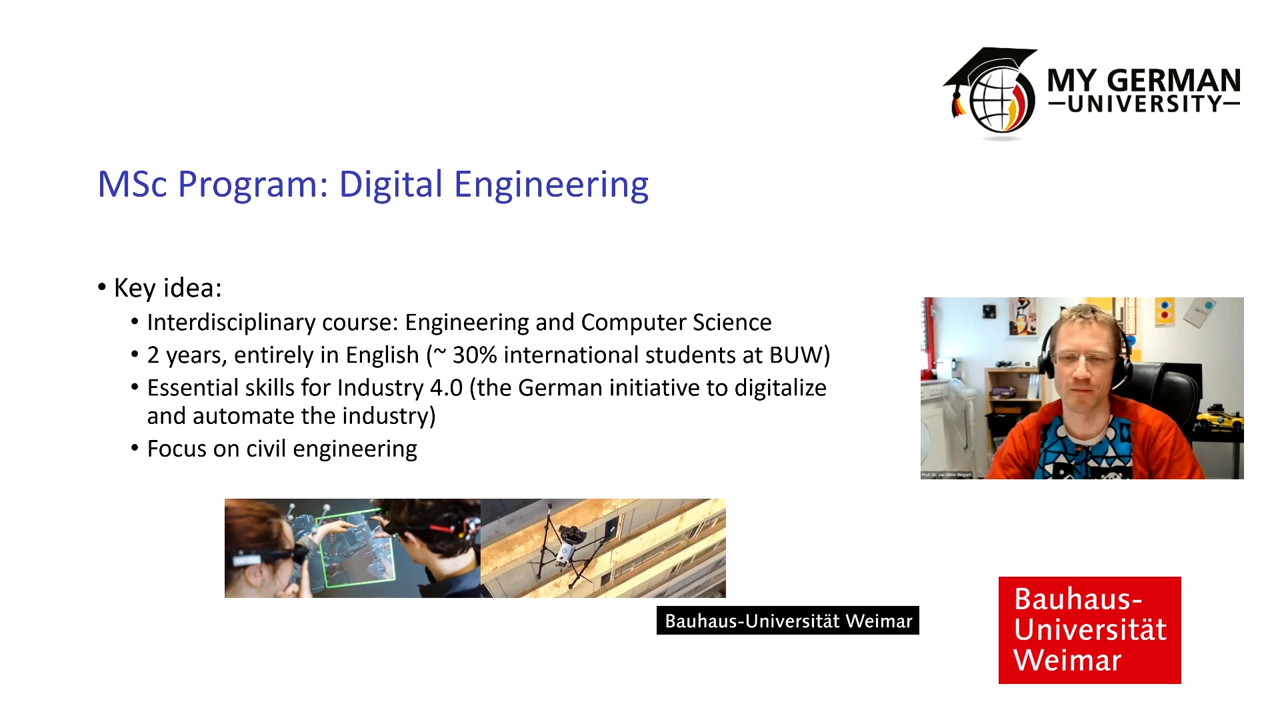 MY GERMAN
UNIVERSITY
MSc Program: Digital Engineering
• Key idea:
• Interdisciplinary course: Engineering and Computer Science
• 2 years, entirely in English (~ 30% international students at BUW)
• Essential skills for Industry 4.0 (the German initiative to digitalize
and automate the industry)
• Focus on civil engineering
Bauhaus-Universität Weimar
Bauhaus-
Universität
Weimar